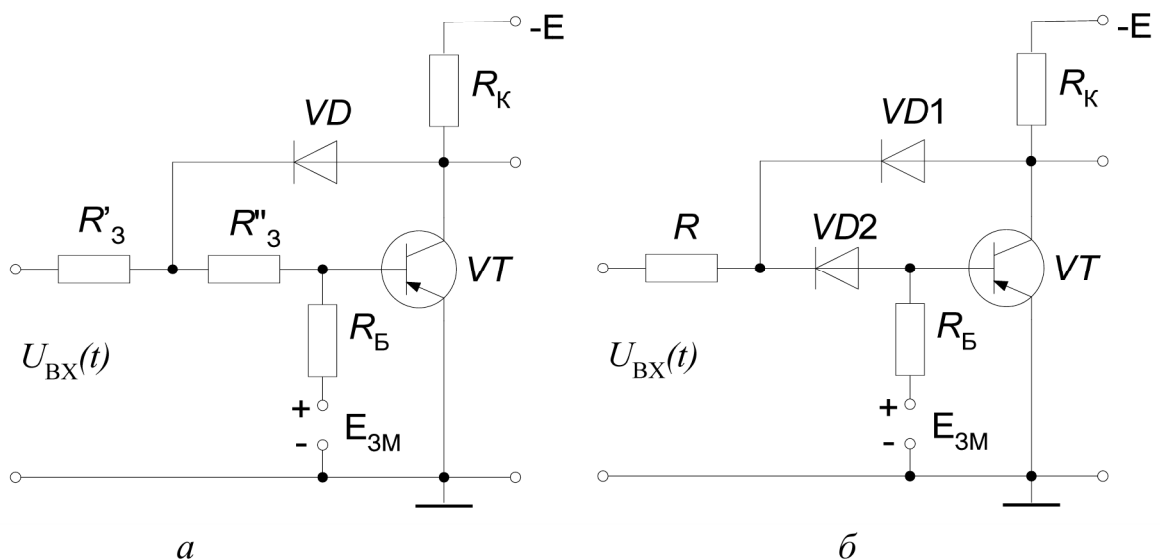 -E
R_К
VD
R'_З
R''_З
VT
R_Б
U_ВХ(t)
+
-
E_ЗМ
а
-E
R_К
VD1
R
VD2
VT
R_Б
U_ВХ(t)
+
-
E_ЗМ
б